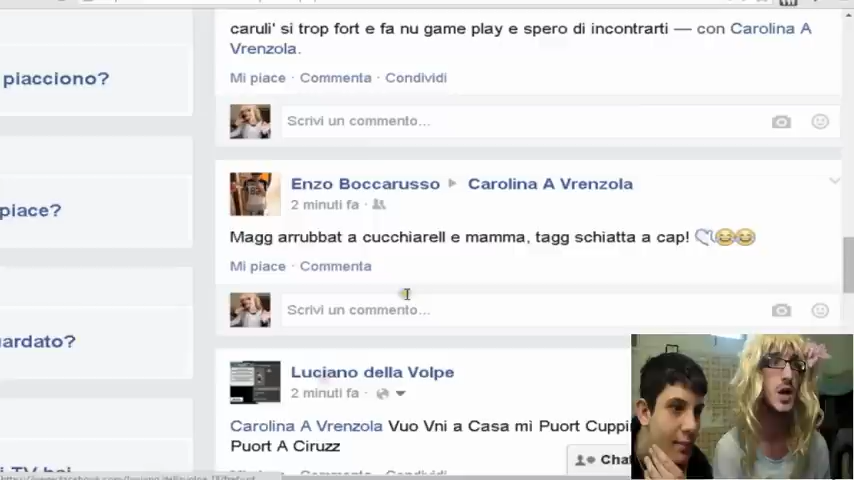 caruli' si trop fort e fa nu game play e spero di incontrarti — con Carolina A
Vrenzola.
piacciono?
Mi piace · Commenta · Condividi
Scrivi un commento...
Enzo Boccarusso ▸ Carolina A Vrenzola
2 minuti fa ·
piace?
Magg arrubbat a cucchiarell e mamma, tagg schiatta a cap!
Mi piace · Commenta
Scrivi un commento...
ardato?
Luciano della Volpe
2 minuti fa ·
Carolina A Vrenzola Vuo Vni a Casa mì Puort Cuppi
Puort A Ciruzz
Chat